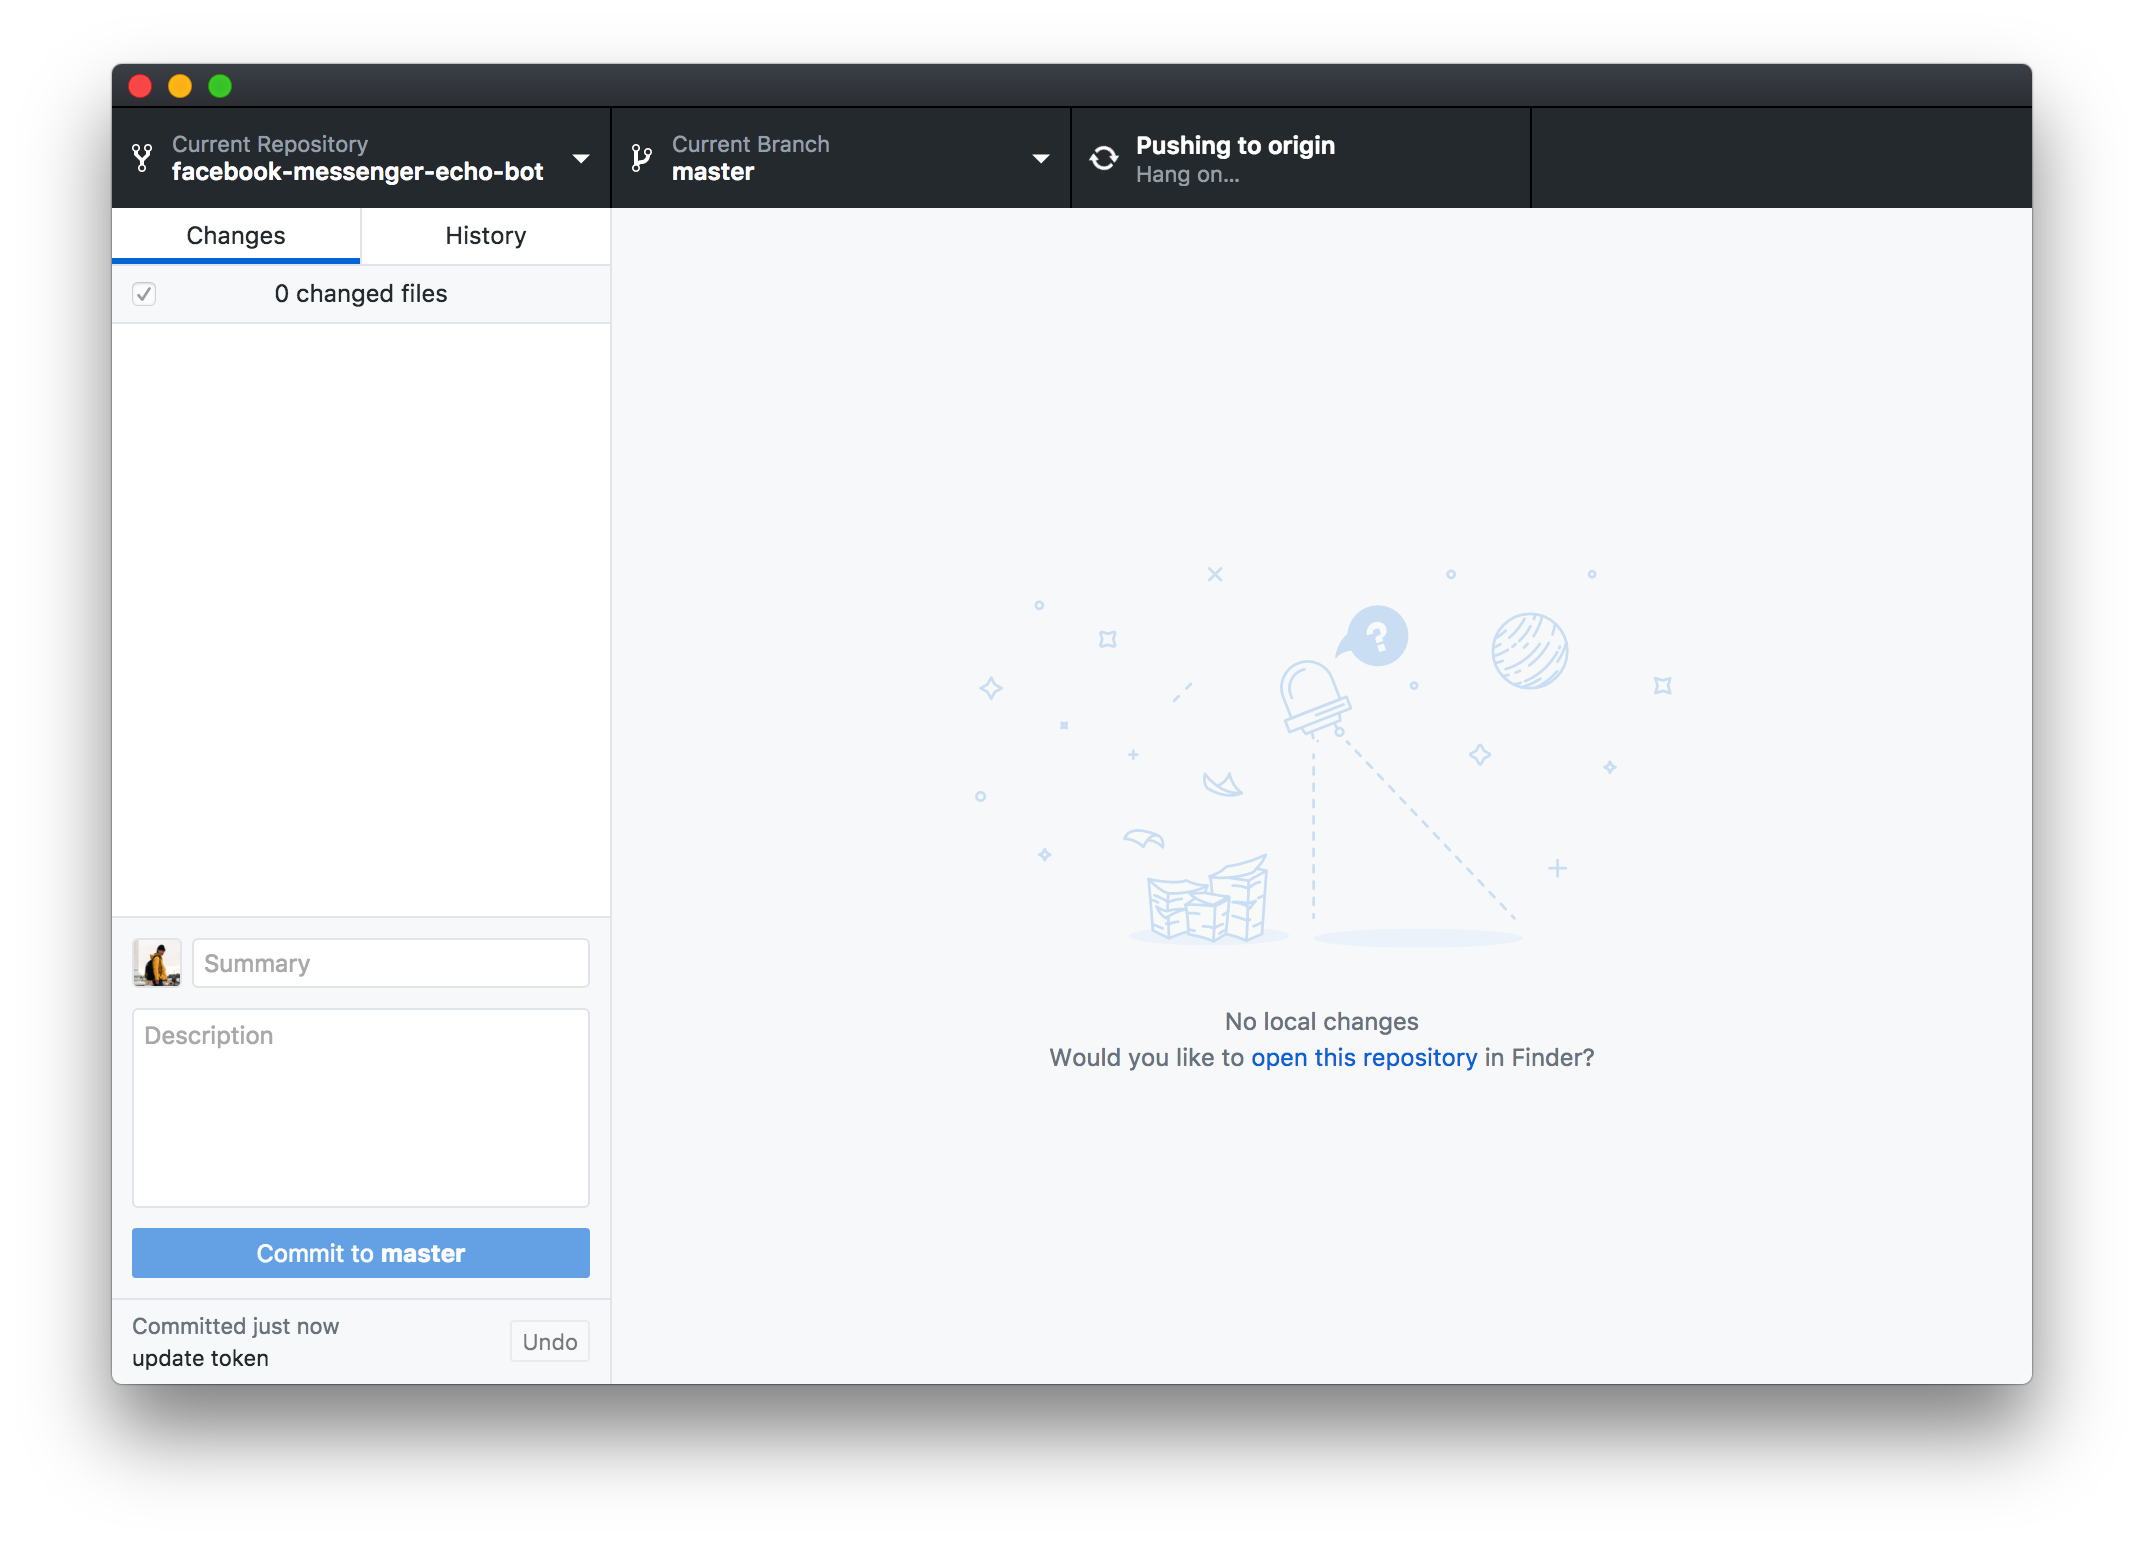 Current Repository
facebook-messenger-echo-bot
Current Branch
master
Pushing to origin
Hang on...
Changes
History
0 changed files
?
No local changes
Would you like to open this repository in Finder?
Summary
Description
Commit to master
Committed just now
update token
Undo